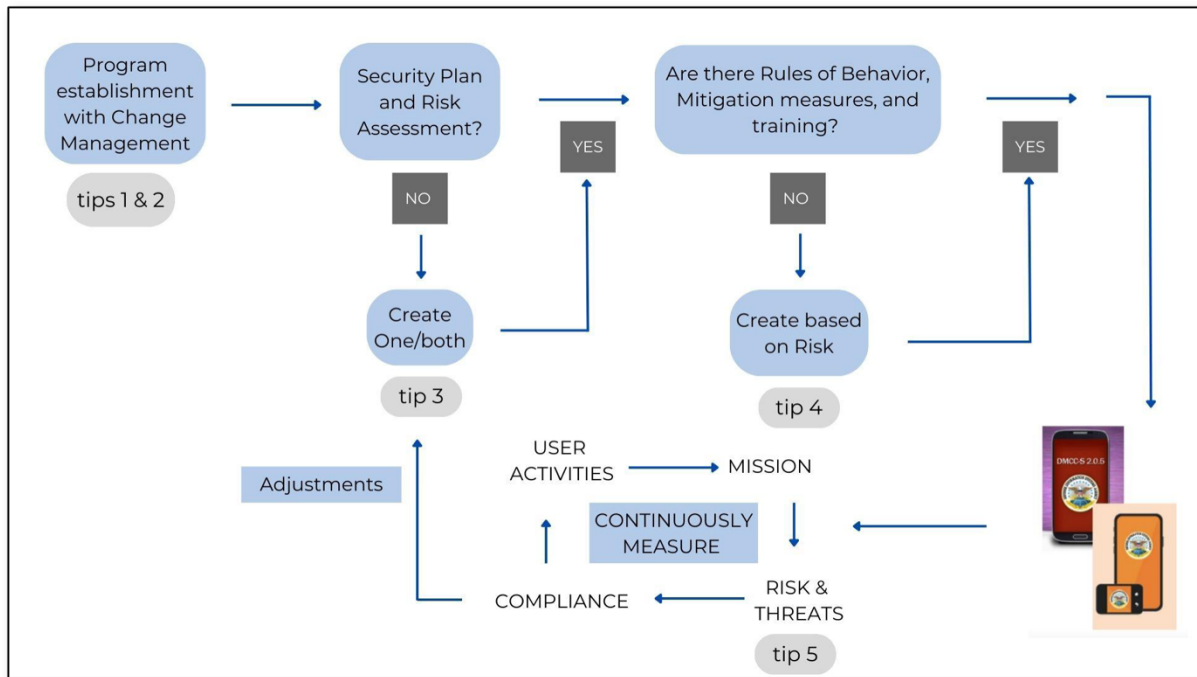 Program
establishment
with Change
Management
tips 1 & 2
Security Plan
and Risk
Assessment?
YES
NO
Create
One/both
tip 3
Are there Rules of Behavior,
Mitigation measures, and
training?
YES
NO
Create based
on Risk
tip 4
DMCC-S 2.0.5
Adjustments
USER
ACTIVITIES
MISSION
CONTINUOUSLY
MEASURE
COMPLIANCE
RISK &
THREATS
tip 5